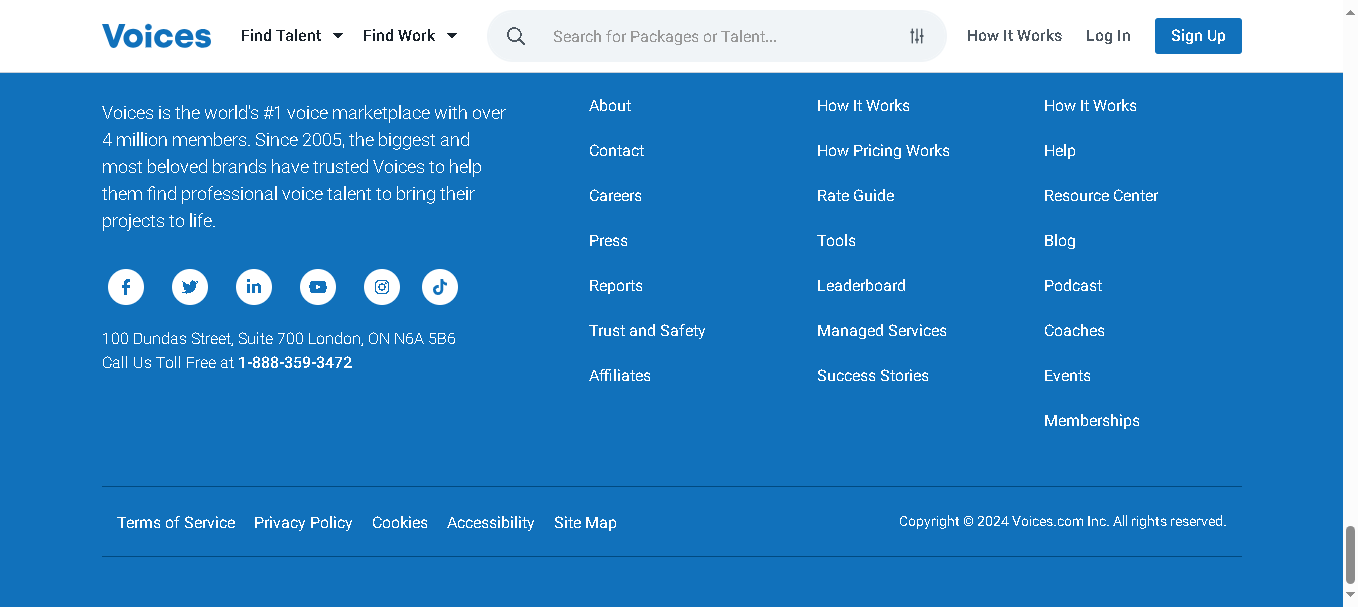 Voices
Find Talent
Find Work
Search for Packages or Talent...
How It Works
Log In
Sign Up
Voices is the world's #1 voice marketplace with over
4 million members. Since 2005, the biggest and
most beloved brands have trusted Voices to help
them find professional voice talent to bring their
projects to life.
100 Dundas Street, Suite 700 London, ON N6A 5B6
Call Us Toll Free at 1-888-359-3472
About
Contact
Careers
Press
Reports
Trust and Safety
Affiliates
How It Works
How Pricing Works
Rate Guide
Tools
Leaderboard
Managed Services
Success Stories
How It Works
Help
Resource Center
Blog
Podcast
Coaches
Events
Memberships
Terms of Service
Privacy Policy
Cookies
Accessibility
Site Map
Copyright © 2024 Voices.com Inc. All rights reserved.